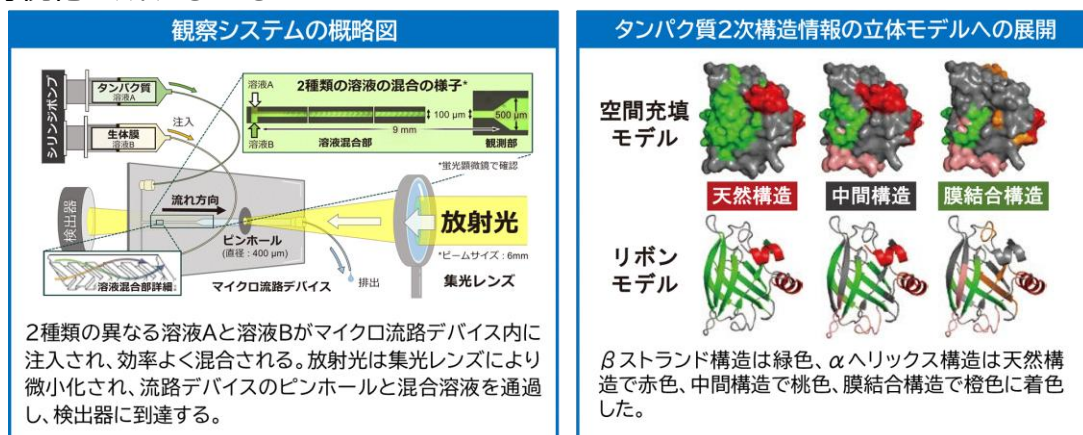 観察システムの概略図
シリンジポンプ
タンパク質
溶液A
生体膜
溶液B
注入
溶液A
2種類の溶液の混合の様子*
100 μm
500 μm
9 mm
溶液B
溶液混合部
観測部
*蛍光顕微鏡で確認
検出器
流れ方向
ピンホール
(直径：400 μm)
放射光
*ビームサイズ：6mm
溶液混合部詳細
マイクロ流路デバイス
排出
集光レンズ
2種類の異なる溶液Aと溶液Bがマイクロ流路デバイス内に
注入され、効率よく混合される。放射光は集光レンズにより
微小化され、流路デバイスのピンホールと混合溶液を通過
し、検出器に到達する。
タンパク質2次構造情報の立体モデルへの展開
空間充填
モデル
天然構造
中間構造
膜結合構造
リボン
モデル
βストランド構造は緑色、αヘリックス構造は天然構
造で赤色、中間構造で桃色、膜結合構造で橙色に着色
した。